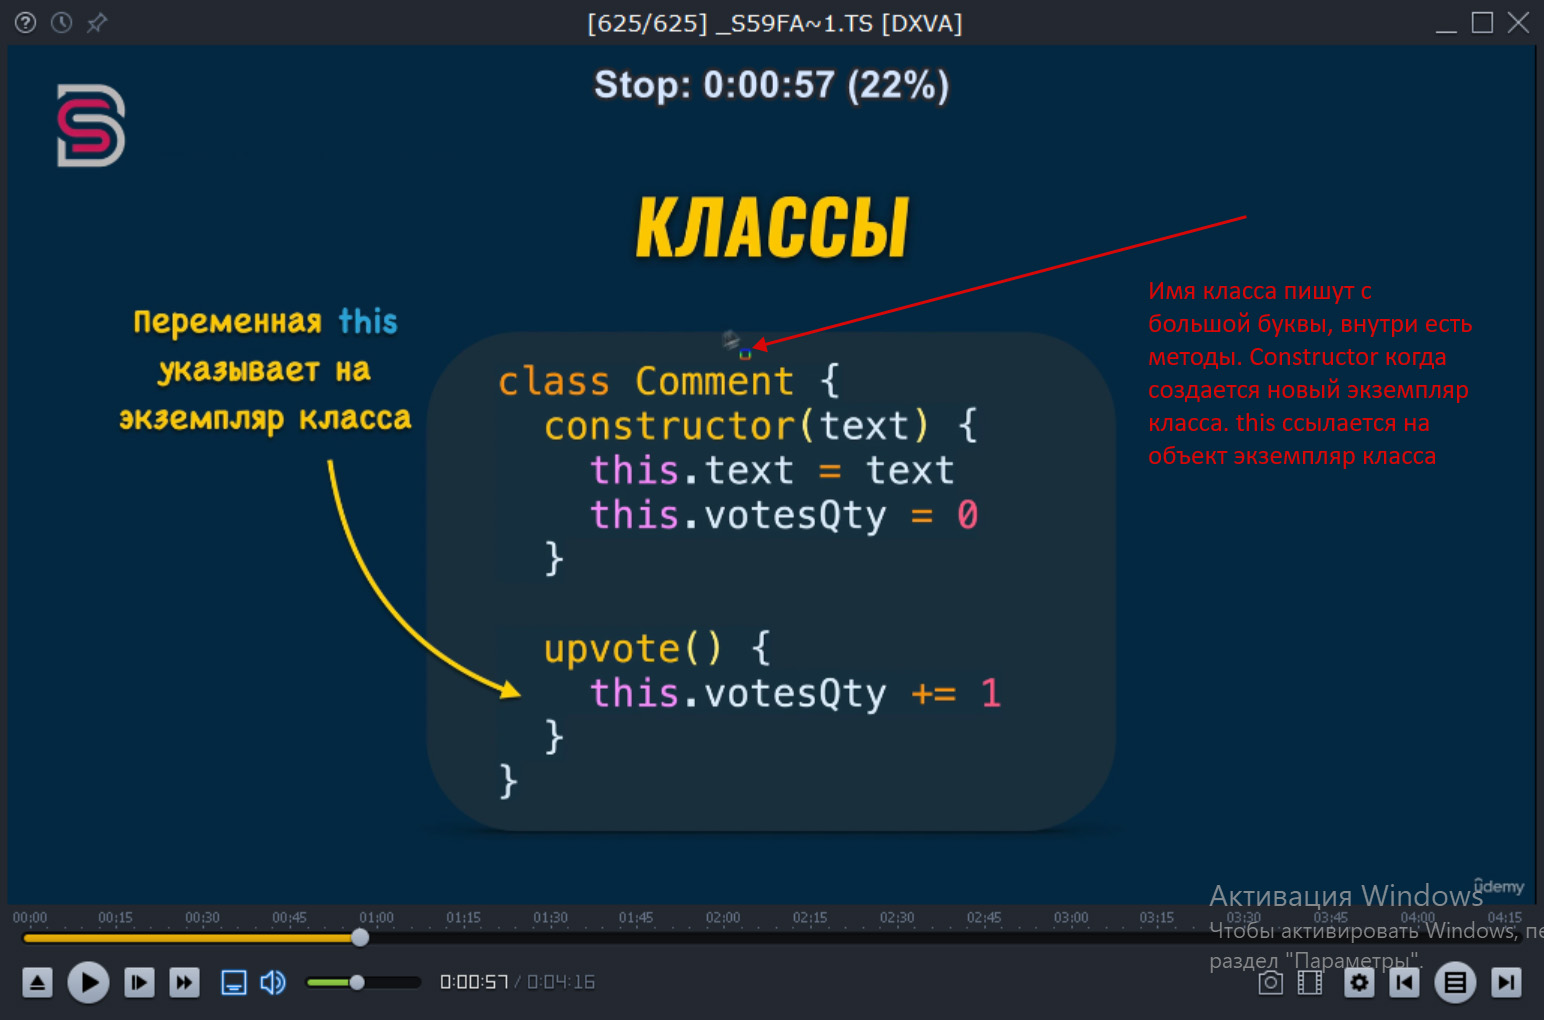 [625/625] _S59FA~1.TS [DXVA]
Stop: 0:00:57 (22%)
КЛАССЫ
Переменная this
указывает на
экземпляр класса
Имя класса пишут с
большой буквы, внутри есть
методы. Constructor когда
создается новый экземпляр
класса. this ссылается на
объект экземпляр класса
class Comment {
constructor(text) {
this.text = text
this.votesQty = 0
}
upvote() {
this.votesQty += 1
}
}
ûdemy
Активация Windows
Чтобы активировать Windows, пе
раздел "Параметры".
00:00 00:15 00:30 00:45 01:00 01:15 01:30 01:45 02:00 02:15 02:30 02:45 03:00 03:15 03:30 03:45 04:00 04:15
0:00:57 / 0:04:16